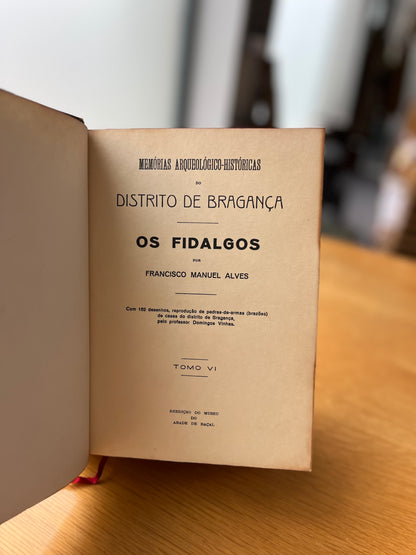 MEMÓRIAS ARQUEOLÓGICO-HISTÓRICAS
DO
DISTRITO DE BRAGANÇA
OS FIDALGOS
POR
FRANCISCO MANUEL ALVES
Com 152 desenhos, reprodução de pedras-de-armas (brazões)
de casas do distrito de Bragança,
pelo professor Domingos Vinhas.
TOMO VI
REEDIÇÃO DO MUSEU
DO
ABADE DE BAÇAL